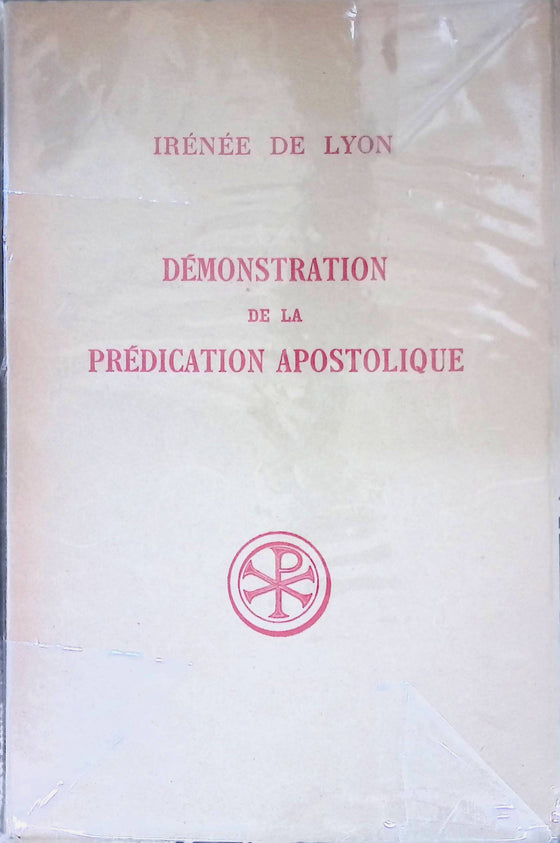 IRÉNÉE DE LYON
DÉMONSTRATION
DE LA
PRÉDICATION APOSTOLIQUE